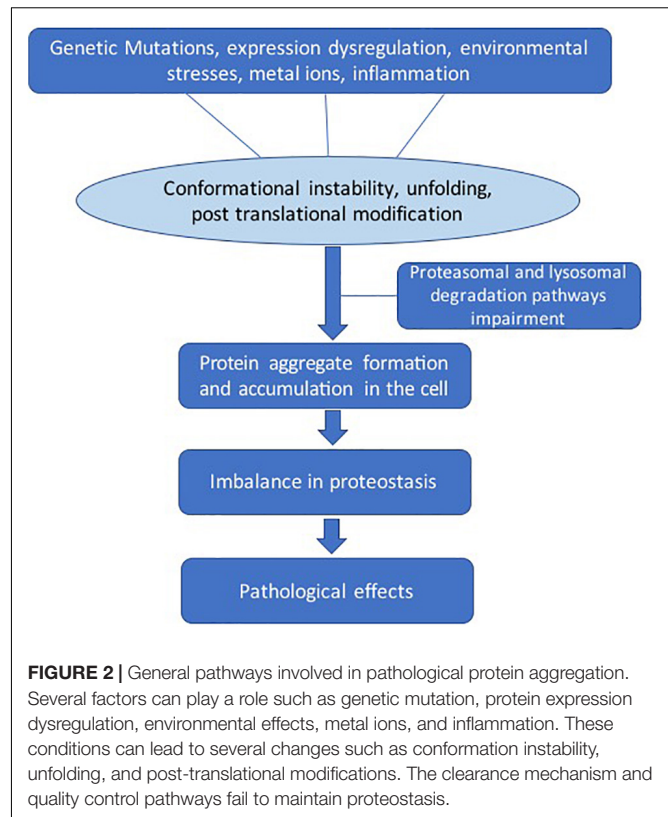 Genetic Mutations, expression dysregulation, environmental
stresses, metal ions, inflammation
Conformational instability, unfolding,
post translational modification
Proteasomal and lysosomal
degradation pathways
impairment
Protein aggregate formation
and accumulation in the cell
Imbalance in proteostasis
Pathological effects
FIGURE 2 | General pathways involved in pathological protein aggregation.
Several factors can play a role such as genetic mutation, protein expression
dysregulation, environmental effects, metal ions, and inflammation. These
conditions can lead to several changes such as conformation instability,
unfolding, and post-translational modifications. The clearance mechanism and
quality control pathways fail to maintain proteostasis.